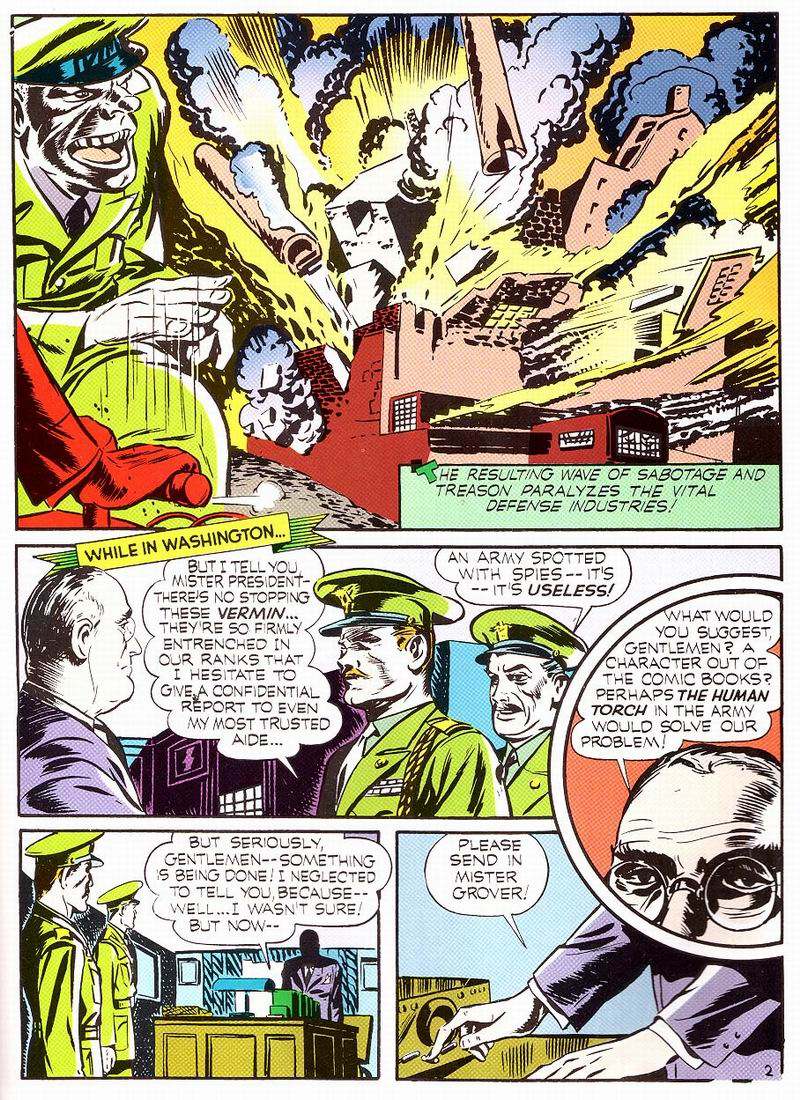 THE RESULTING WAVE OF SABOTAGE AND
TREASON PARALYZES THE VITAL
DEFENSE INDUSTRIES!
WHILE IN WASHINGTON...
BUT I TELL YOU,
MISTER PRESIDENT-
THERE'S NO STOPPING
THESE VERMIN...
THEY'RE SO FIRMLY
ENTRENCHED IN
OUR RANKS THAT
I HESITATE TO
GIVE A CONFIDENTIAL
REPORT TO EVEN
MY MOST TRUSTED
AIDE...
AN ARMY SPOTTED
WITH SPIES--IT'S
--IT'S USELESS!
WHAT WOULD
YOU SUGGEST,
GENTLEMEN? A
CHARACTER OUT OF
THE COMIC BOOKS?
PERHAPS THE HUMAN
TORCH IN THE ARMY
WOULD SOLVE OUR
PROBLEM!
BUT SERIOUSLY,
GENTLEMEN--SOMETHING
IS BEING DONE! I NEGLECTED
TO TELL YOU, BECAUSE--
WELL...I WASN'T SURE!
BUT NOW--
PLEASE
SEND IN
MISTER
GROVER!
2